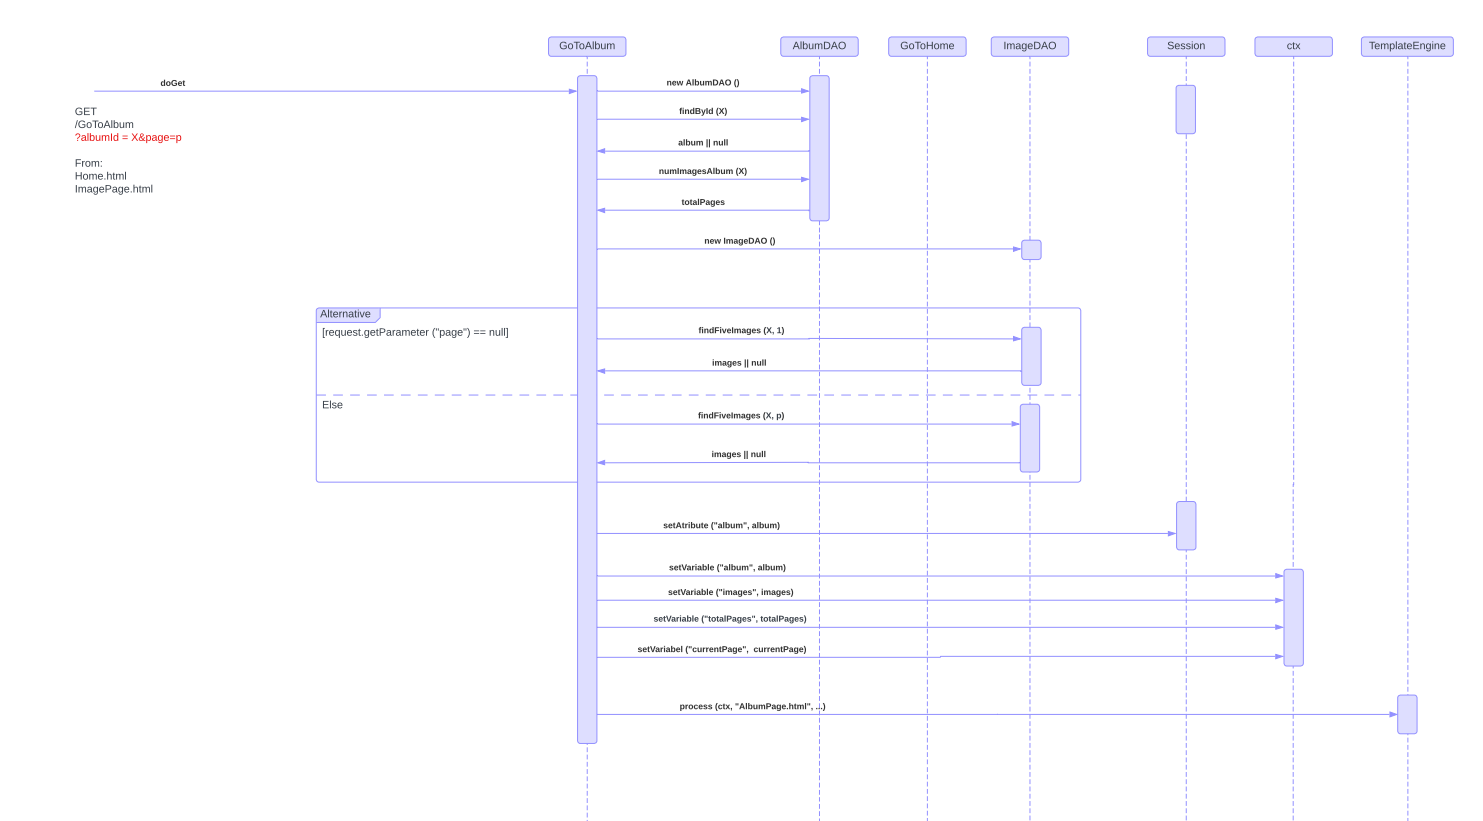 GoToAlbum
AlbumDAO
GoToHome
ImageDAO
Session
ctx
TemplateEngine
doGet
new AlbumDAO ()
GET
/GoToAlbum
?albumId = X&page=p
From:
Home.html
ImagePage.html
findById (X)
album || null
numImagesAlbum (X)
totalPages
new ImageDAO ()
Alternative
[request.getParameter ("page") == null]
findFiveImages (X, 1)
images || null
Else
findFiveImages (X, p)
images || null
setAtribute ("album", album)
setVariable ("album", album)
setVariable ("images", images)
setVariable ("totalPages", totalPages)
setVariabel ("currentPage",  currentPage)
process (ctx, "AlbumPage.html", ...)